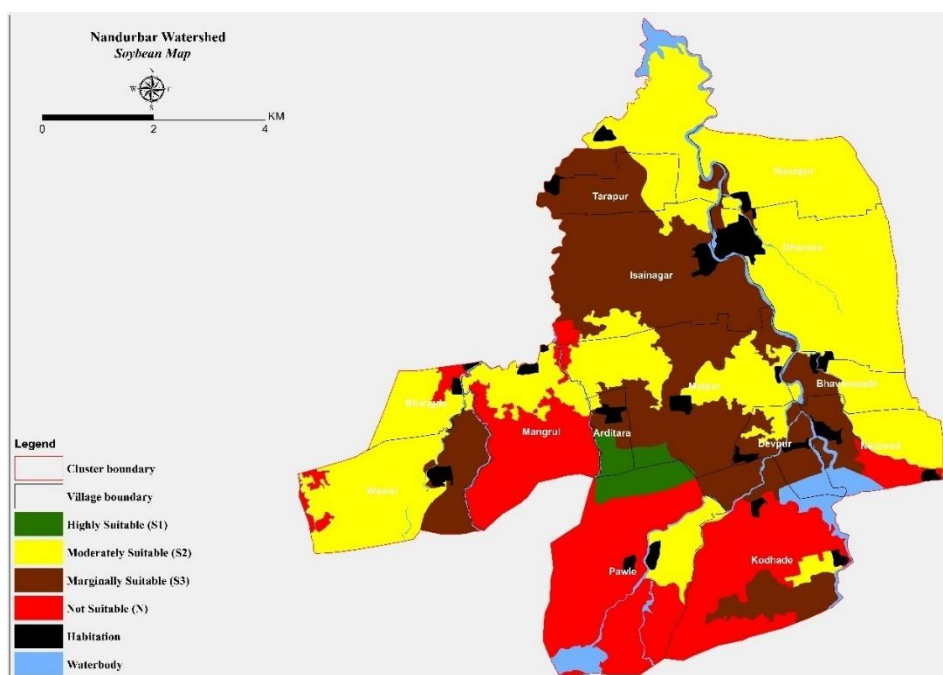 Nandurbar Watershed
Soybean Map
W
S
0
2
4
KM
Tarapur
Dhanora
Isainagar
Bhavanipada
Malpur
Mangrul
Arditara
Devpur
Pawle
Kodhade
Legend
Cluster boundary
Village boundary
Highly Suitable (S1)
Moderately Suitable (S2)
Marginally Suitable (S3)
Not Suitable (N)
Habitation
Waterbody